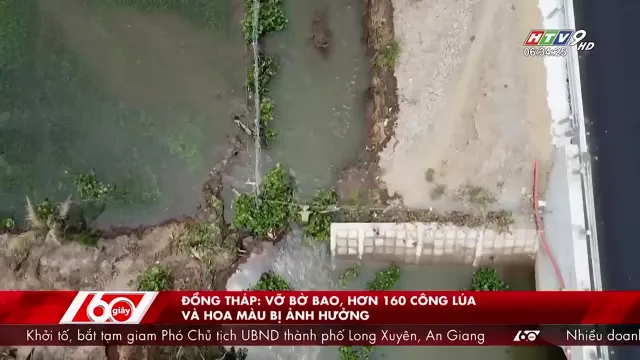 HTV9 HD
06:34:25
60 giây
ĐỒNG THÁP: VỠ BỜ BAO, HƠN 160 CÔNG LÚA
VÀ HOA MÀU BỊ ẢNH HƯỞNG
Khởi tố, bắt tạm giam Phó Chủ tịch UBND thành phố Long Xuyên, An Giang
60s
Nhiều doanh